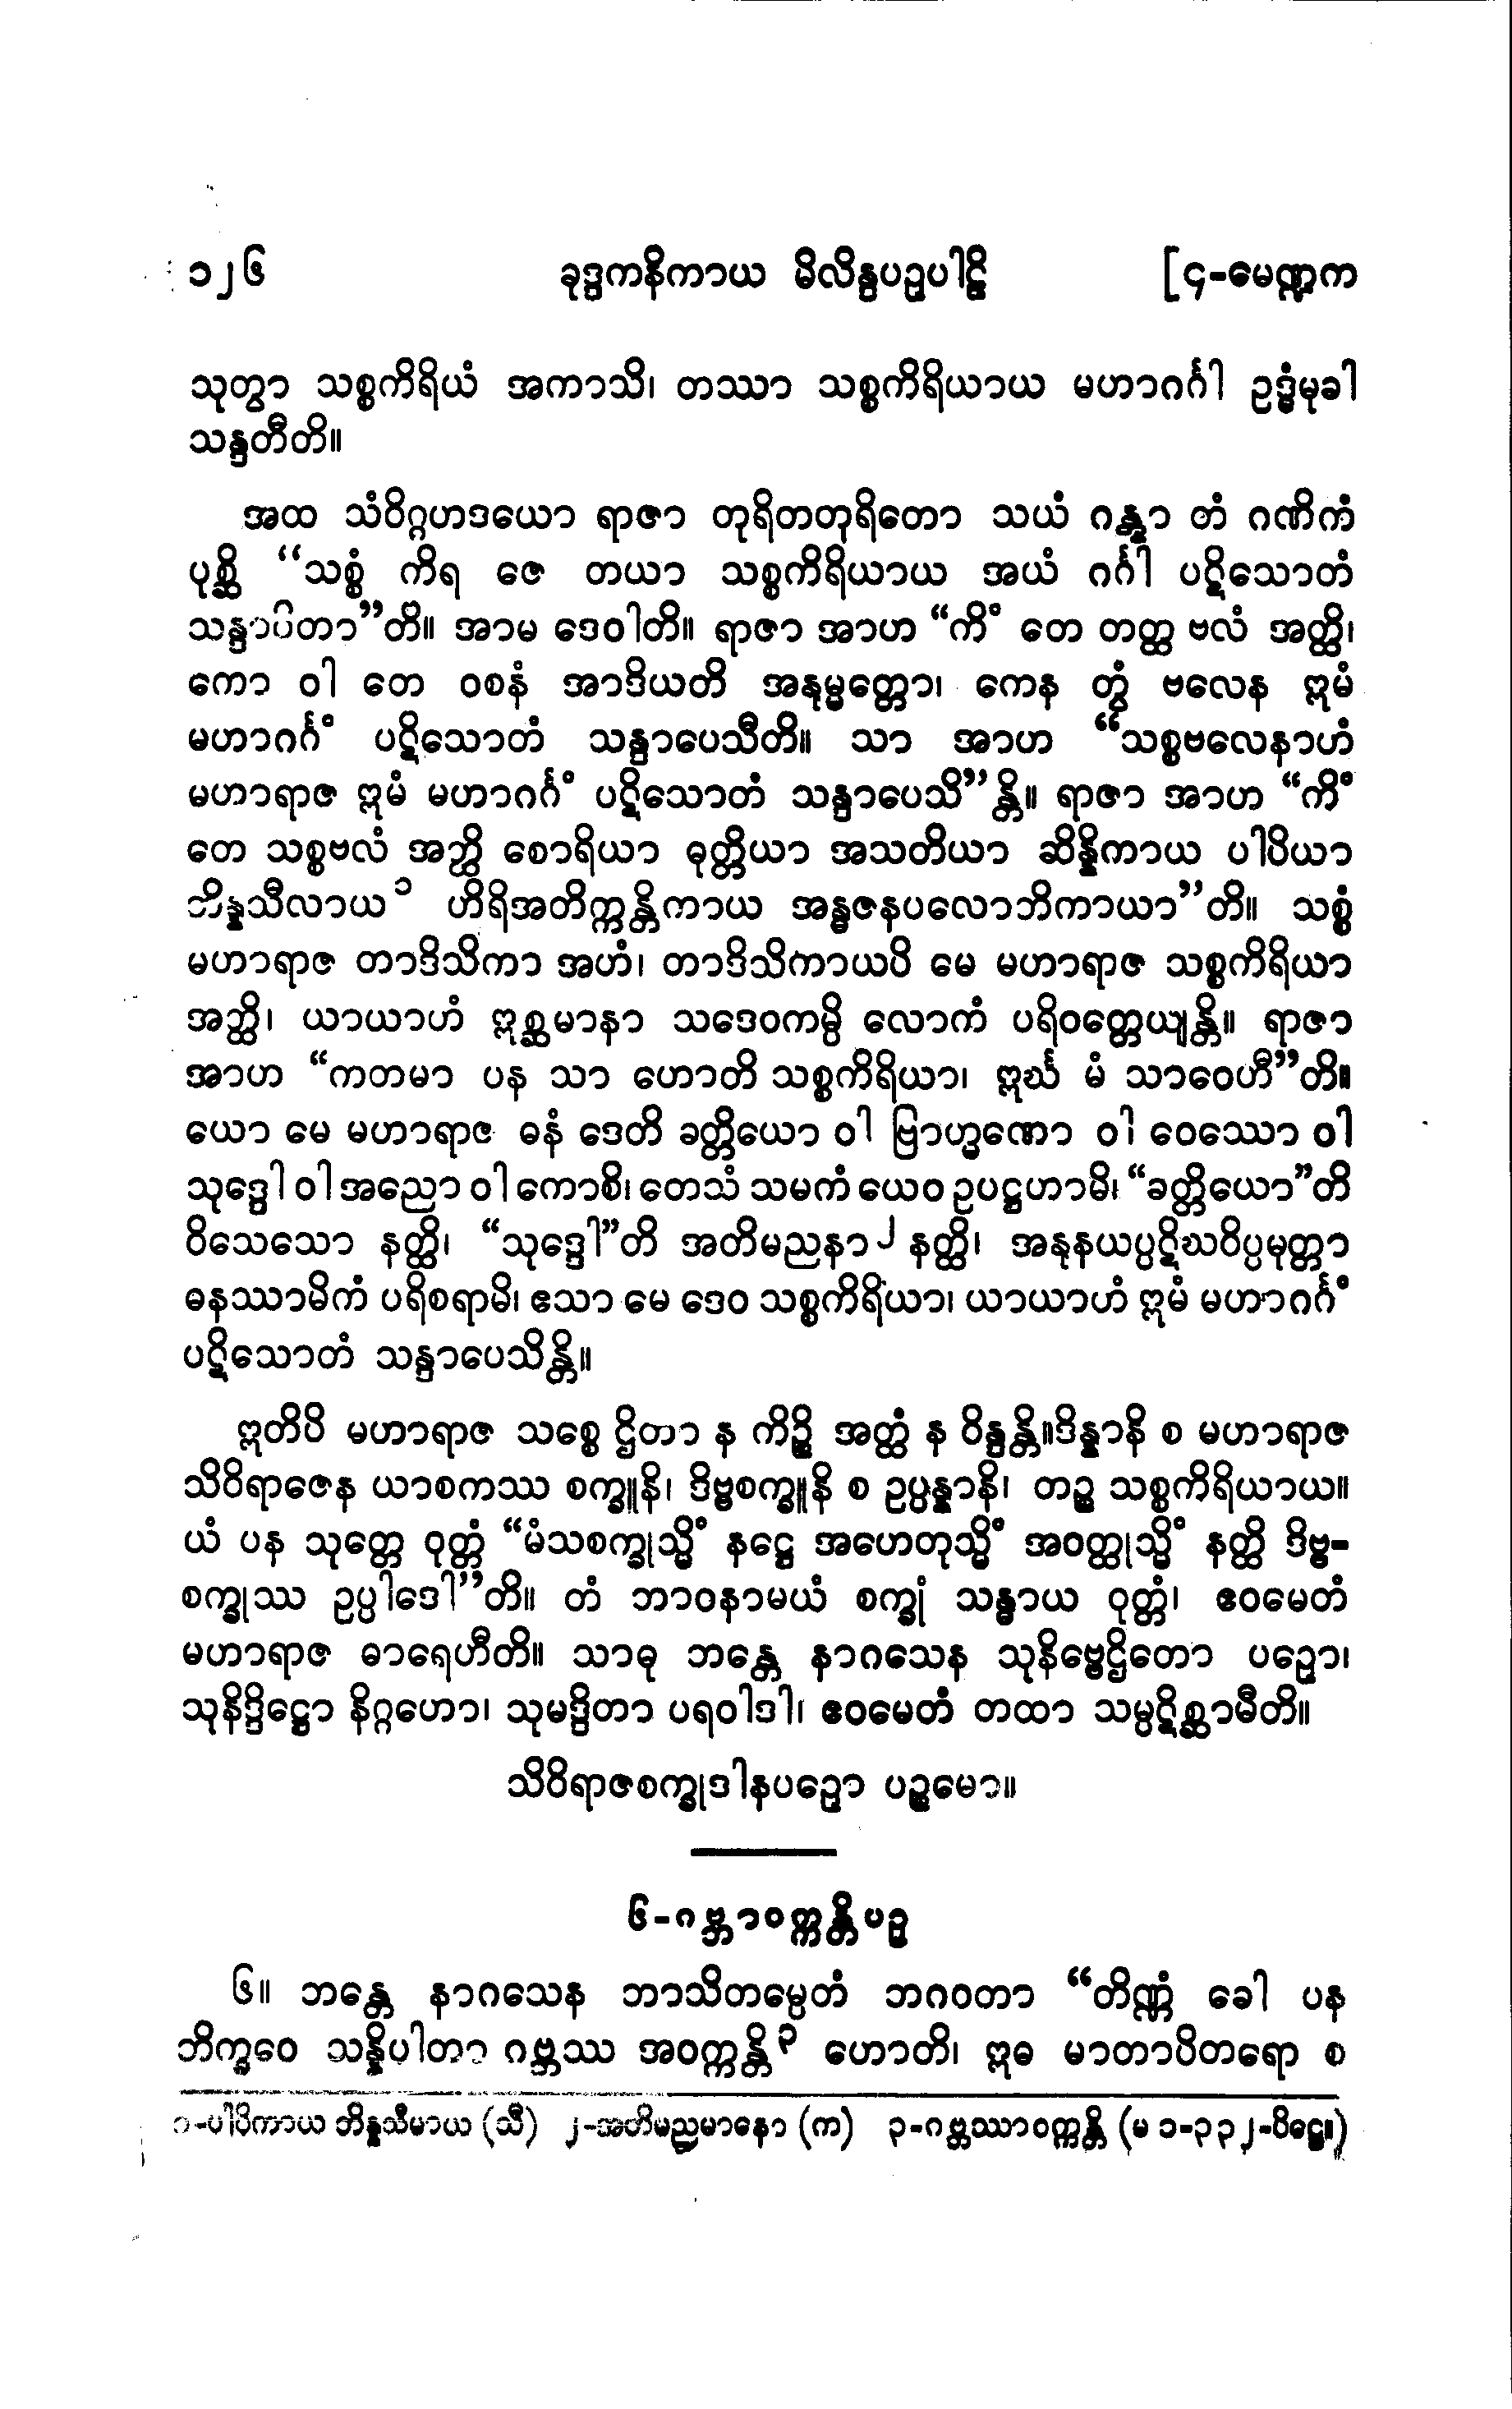 ၁၂၆ ခုဒ္ဒကနိကာယ မိလိန္ဒပဉှပါဠိ [၄-မေဏ္ဍက
သုတွာ သစ္စကိရိယံ အကာသိ၊ တဿာ သစ္စကိရိယာယ မဟာဂင်္ဂါ ဥဒ္ဓံမုခါ
သန္ဒတီတိ။
အထ သံဝိဂ္ဂဟဒယော ရာဇာ တုရိတတုရိတော သယံ ဂန္တွာ တံ ဂဏိကံ
ပုစ္ဆိ “သစ္စံ ကိရ ဇေ တယာ သစ္စကိရိယာယ အယံ ဂင်္ဂါ ပဋိသောတံ
သန္ဒာပိတာ”တိ။ အာမ ဒေဝါတိ။ ရာဇာ အာဟ “ကိံ တေ တတ္ထ ဗလံ အတ္ထိ၊
ကော ဝါ တေ ဝစနံ အာဒိယတိ အနုမ္မတ္တော၊ ကေန တွံ ဗလေန ဣမံ
မဟာဂင်္ဂံ ပဋိသောတံ သန္ဒာပေသီတိ။ သာ အာဟ “သစ္စဗလေနာဟံ
မဟာရာဇ ဣမံ မဟာဂင်္ဂံ ပဋိသောတံ သန္ဒာပေသိ”န္တိ။ ရာဇာ အာဟ “ကိံ
တေ သစ္စဗလံ အတ္ထိ စောရိယာ ဓုတ္တိယာ အသတိယာ ဆိန္နိကာယ ပါပိယာ
ဘိန္နသီလာယ ၁ ဟိရိအတိက္ကန္တိကာယ အန္ဓဇနပလောဘိကာယာ”တိ။ သစ္စံ
မဟာရာဇ တာဒိသိကာ အဟံ၊ တာဒိသိကာယပိ မေ မဟာရာဇ သစ္စကိရိယာ
အတ္ထိ၊ ယာယာဟံ ဣစ္ဆမာနာ သဒေဝကမ္ပိ လောကံ ပရိဝတ္တေယျန္တိ။ ရာဇာ
အာဟ “ကတမာ ပန သာ ဟောတိ သစ္စကိရိယာ၊ ဣင်္ဃ မံ သာဝေဟီ”တိ။
ယော မေ မဟာရာဇ ဓနံ ဒေတိ ခတ္တိယော ဝါ ဗြာဟ္မဏော ဝါ ဝေဿော ဝါ
သုဒ္ဒေါ ဝါ အညော ဝါ ကောစိ၊ တေသံ သမကံ ယေဝ ဥပဋ္ဌဟာမိ၊ “ခတ္တိယော”တိ
ဝိသေသော နတ္ထိ၊ “သုဒ္ဒေါ”တိ အတိမညနာ ၂ နတ္ထိ၊ အနုနယပ္ပဋိဃဝိပ္ပမုတ္တာ
ဓနဿာမိကံ ပရိစရာမိ၊ ဧသာ မေ ဒေဝ သစ္စကိရိယာ၊ ယာယာဟံ ဣမံ မဟာဂင်္ဂံ
ပဋိသောတံ သန္ဒာပေသိန္တိ။
ဣတိပိ မဟာရာဇ သစ္စေ ဌိတာ န ကိဉ္စိ အတ္ထံ န ဝိန္ဒန္တိ။ ဒိန္နာနိ စ မဟာရာဇ
သိဝိရာဇေန ယာစကဿ စက္ခူနိ၊ ဒိဗ္ဗစက္ခူနိ စ ဥပ္ပန္နာနိ၊ တဉ္စ သစ္စကိရိယာယ။
ယံ ပန သုတ္တေ ဝုတ္တံ “မံသစက္ခုသ္မိံ နဋ္ဌေ အဟေတုသ္မိံ အဝတ္ထုသ္မိံ နတ္ထိ ဒိဗ္ဗ-
စက္ခုဿ ဥပ္ပါဒေါ”တိ။ တံ ဘာဝနာမယံ စက္ခုံ သန္ဓာယ ဝုတ္တံ၊ ဧဝမေတံ
မဟာရာဇ ဓာရေဟီတိ။ သာဓု ဘန္တေ နာဂသေန သုနိဗ္ဗေဌိတော ပဉှော၊
သုနိဒ္ဒိဋ္ဌော နိဂ္ဂဟော၊ သုမဒ္ဒိတာ ပရဝါဒါ၊ ဧဝမေတံ တထာ သမ္ပဋိစ္ဆာမီတိ။
သိဝိရာဇစက္ခုဒါနပဉှော ပဉ္စမော။
၆-ဂဗ္ဘာဝက္ကန္တိပဉှ
၆။ ဘန္တေ နာဂသေန ဘာသိတမ္ပေတံ ဘဂဝတာ “တိဏ္ဏံ ခေါ ပန
ဘိက္ခဝေ သန္နိပါတာ ဂဗ္ဘဿ အဝက္ကန္တိ ၃ ဟောတိ၊ ဣဓ မာတာပိတရော စ
၁-ပါပိကာယ ဘိန္နသီမာယ (သီ) ၂-အတိမညမာနော (က) ၃-ဂဗ္ဘဿာဝက္ကန္တိ (မ ၁-၃၃၂-ပိဋ္ဌေ။)